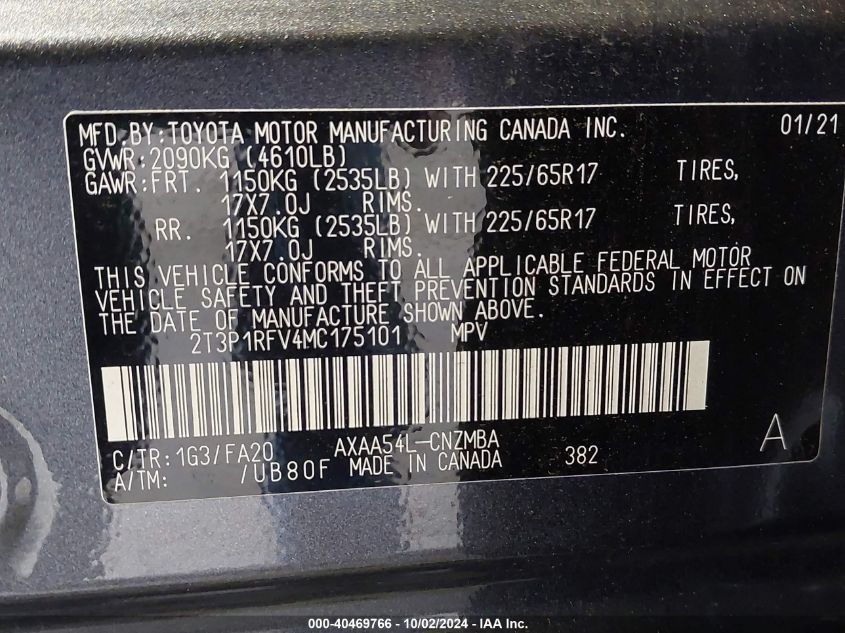 MFD.BY:TOYOTA MOTOR MANUFACTURING CANADA INC. 01/21
GVWR:2090KG (4610LB)
GAWR:FRT. 1150KG (2535LB) WITH 225/65R17 TIRES,
17X7.0J RIMS.
RR. 1150KG (2535LB) WITH 225/65R17 TIRES,
17X7.0J RIMS.
THIS VEHICLE CONFORMS TO ALL APPLICABLE FEDERAL MOTOR
VEHICLE SAFETY AND THEFT PREVENTION STANDARDS IN EFFECT ON
THE DATE OF MANUFACTURE SHOWN ABOVE.
2T3P1RFV4MC175101 MPV
C/TR:1G3/FA20 AXAA54L-CNZMBA A
A/TM: /UB80F MADE IN CANADA 382
000-40469766 - 10/02/2024 - IAA Inc.